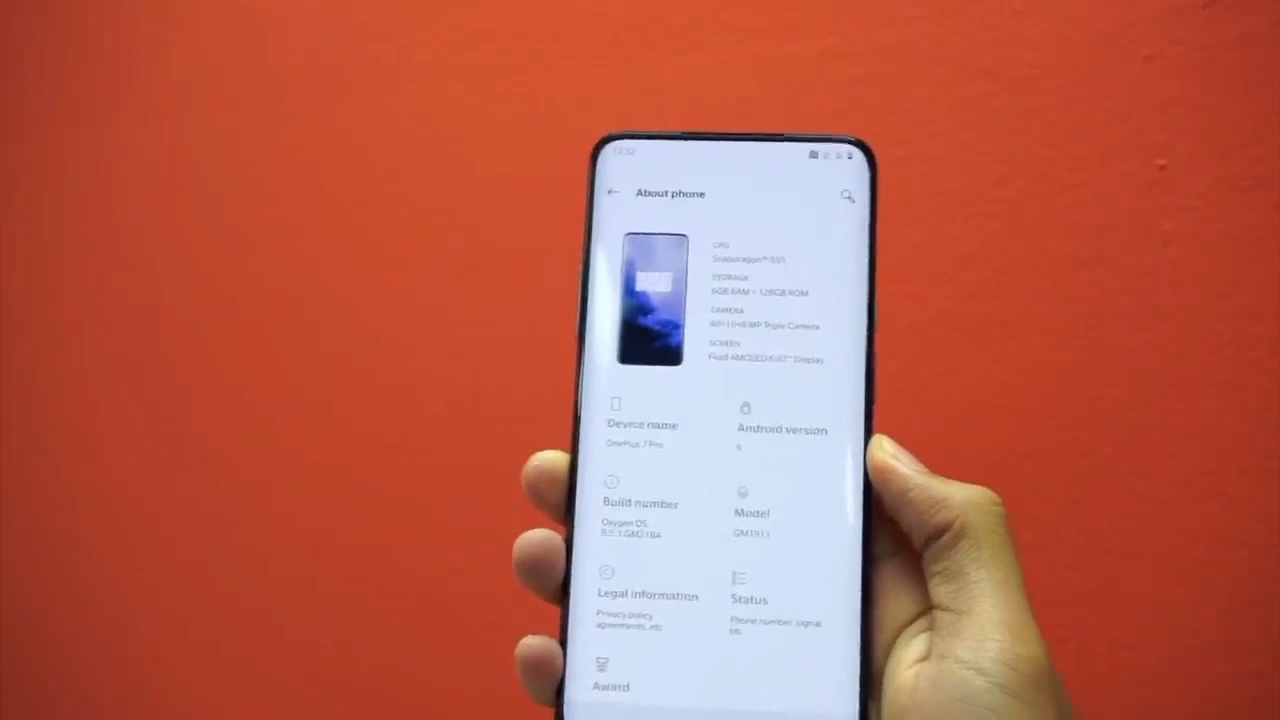 About phone
CPU
Snapdragon™ 855
STORAGE
6GB RAM + 128GB ROM
CAMERA
48+16+8 MP Triple Camera
SCREEN
Fluid AMOLED 6.67" Display
Device name
OnePlus 7 Pro
Android version
9
Build number
Oxygen OS
Model
GM1911
Legal information
Privacy policy,
agreements, etc
Status
Phone number, signal,
etc
Award